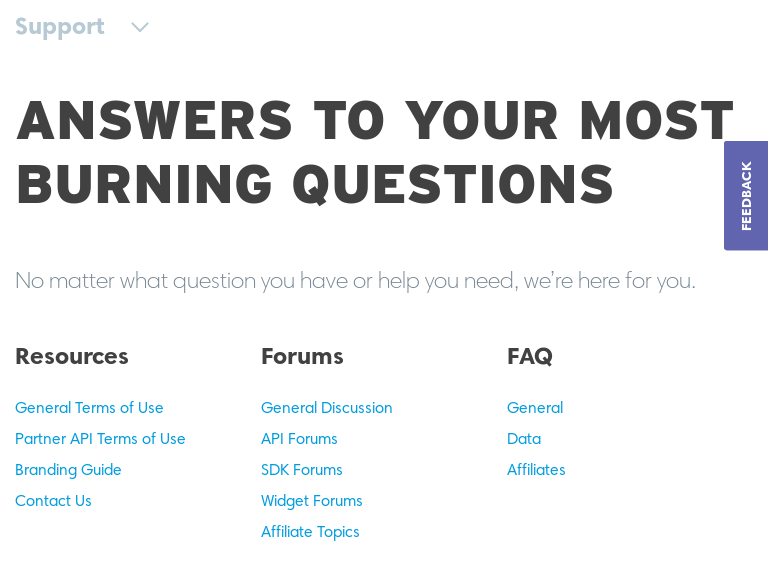 Support
ANSWERS TO YOUR MOST
BURNING QUESTIONS
FEEDBACK
No matter what question you have or help you need, we're here for you.
Resources
General Terms of Use
Partner API Terms of Use
Branding Guide
Contact Us
Forums
General Discussion
API Forums
SDK Forums
Widget Forums
Affiliate Topics
FAQ
General
Data
Affiliates